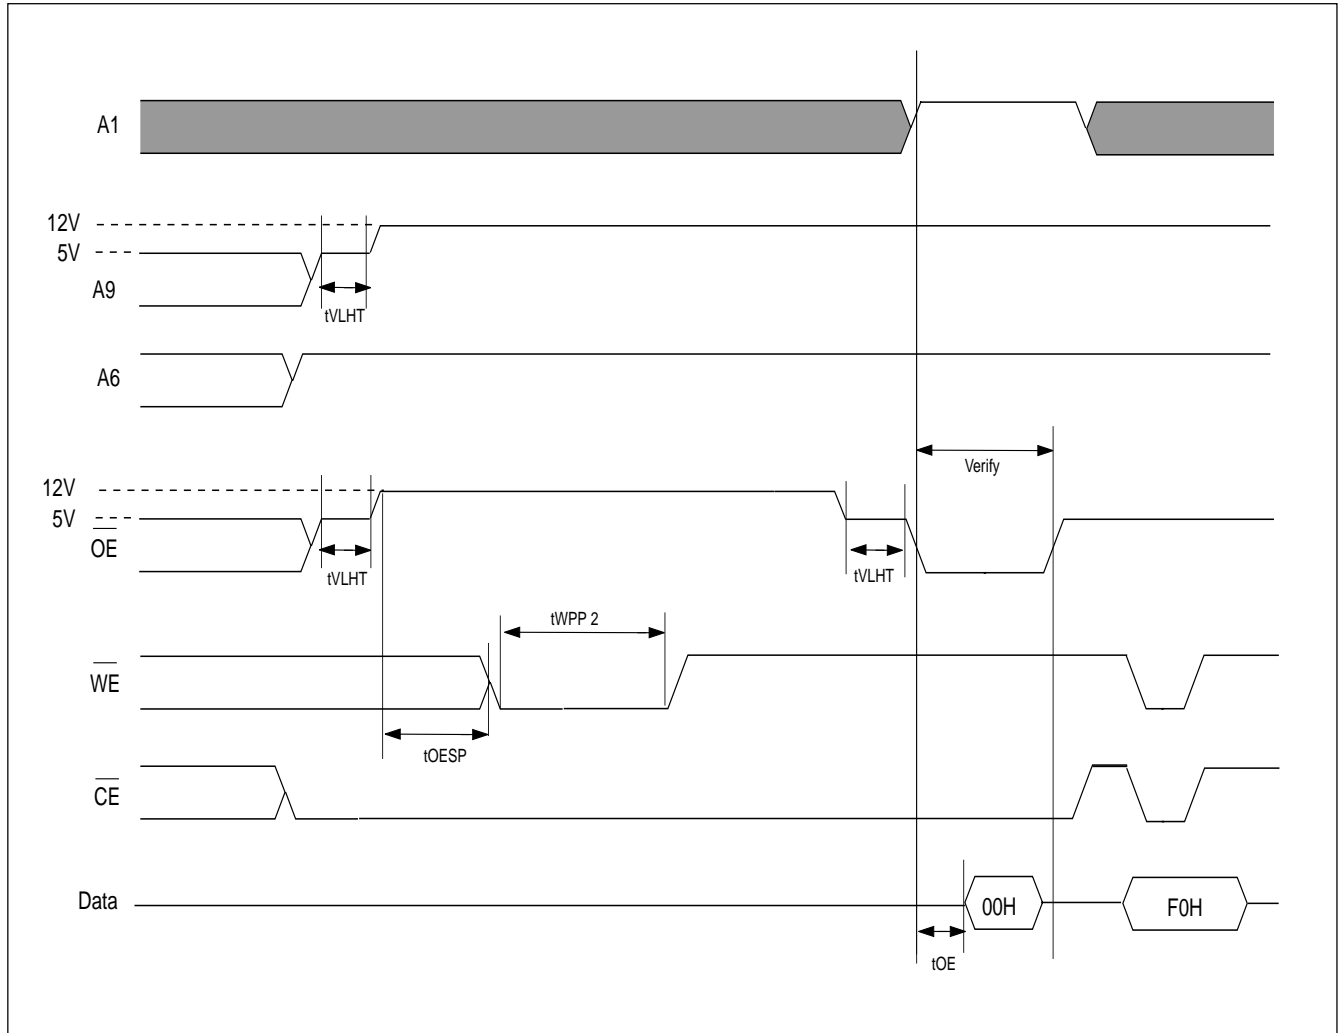 A1
12V
5V
A9
tVLHT
A6
Verify
12V
5V
OE
tVLHT
tVLHT
tWPP 2
WE
tOESP
CE
Data
00H
F0H
tOE